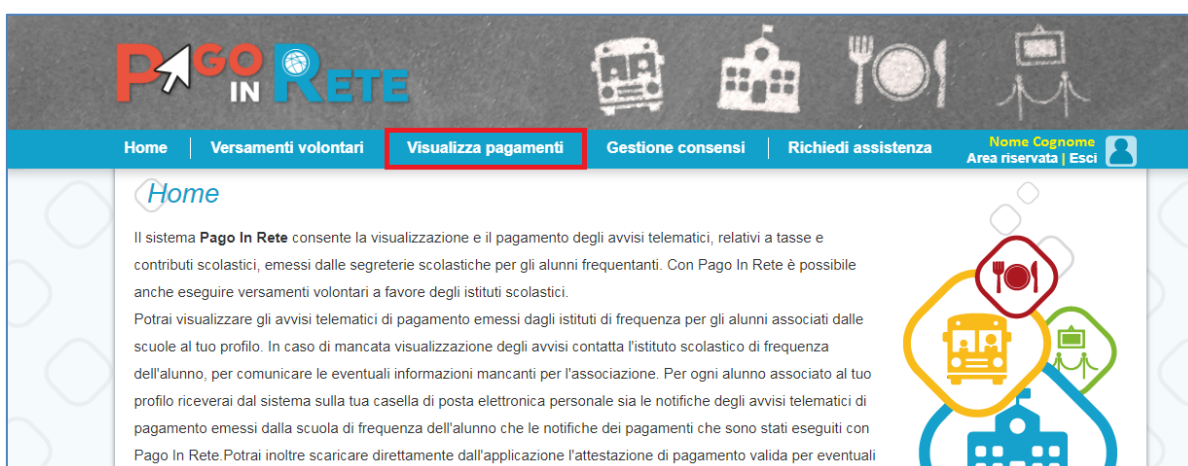 PAGO
IN RETE
Home Versamenti volontari Visualizza pagamenti Gestione consensi Richiedi assistenza Nome Cognome
Area riservata | Esci
Home
Il sistema Pago In Rete consente la visualizzazione e il pagamento degli avvisi telematici, relativi a tasse e
contributi scolastici, emessi dalle segreterie scolastiche per gli alunni frequentanti. Con Pago In Rete è possibile
anche eseguire versamenti volontari a favore degli istituti scolastici.
Potrai visualizzare gli avvisi telematici di pagamento emessi dagli istituti di frequenza per gli alunni associati dalle
scuole al tuo profilo. In caso di mancata visualizzazione degli avvisi contatta l'istituto scolastico di frequenza
dell'alunno, per comunicare le eventuali informazioni mancanti per l'associazione. Per ogni alunno associato al tuo
profilo riceverai dal sistema sulla tua casella di posta elettronica personale sia le notifiche degli avvisi telematici di
pagamento emessi dalla scuola di frequenza dell'alunno che le notifiche dei pagamenti che sono stati eseguiti con
Pago In Rete.Potrai inoltre scaricare direttamente dall'applicazione l'attestazione di pagamento valida per eventuali